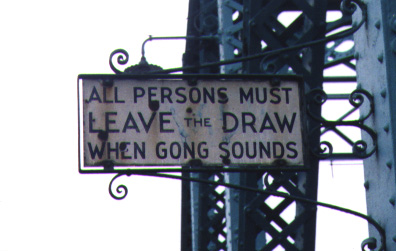 ALL PERSONS MUST
LEAVE THE DRAW
WHEN GONG SOUNDS